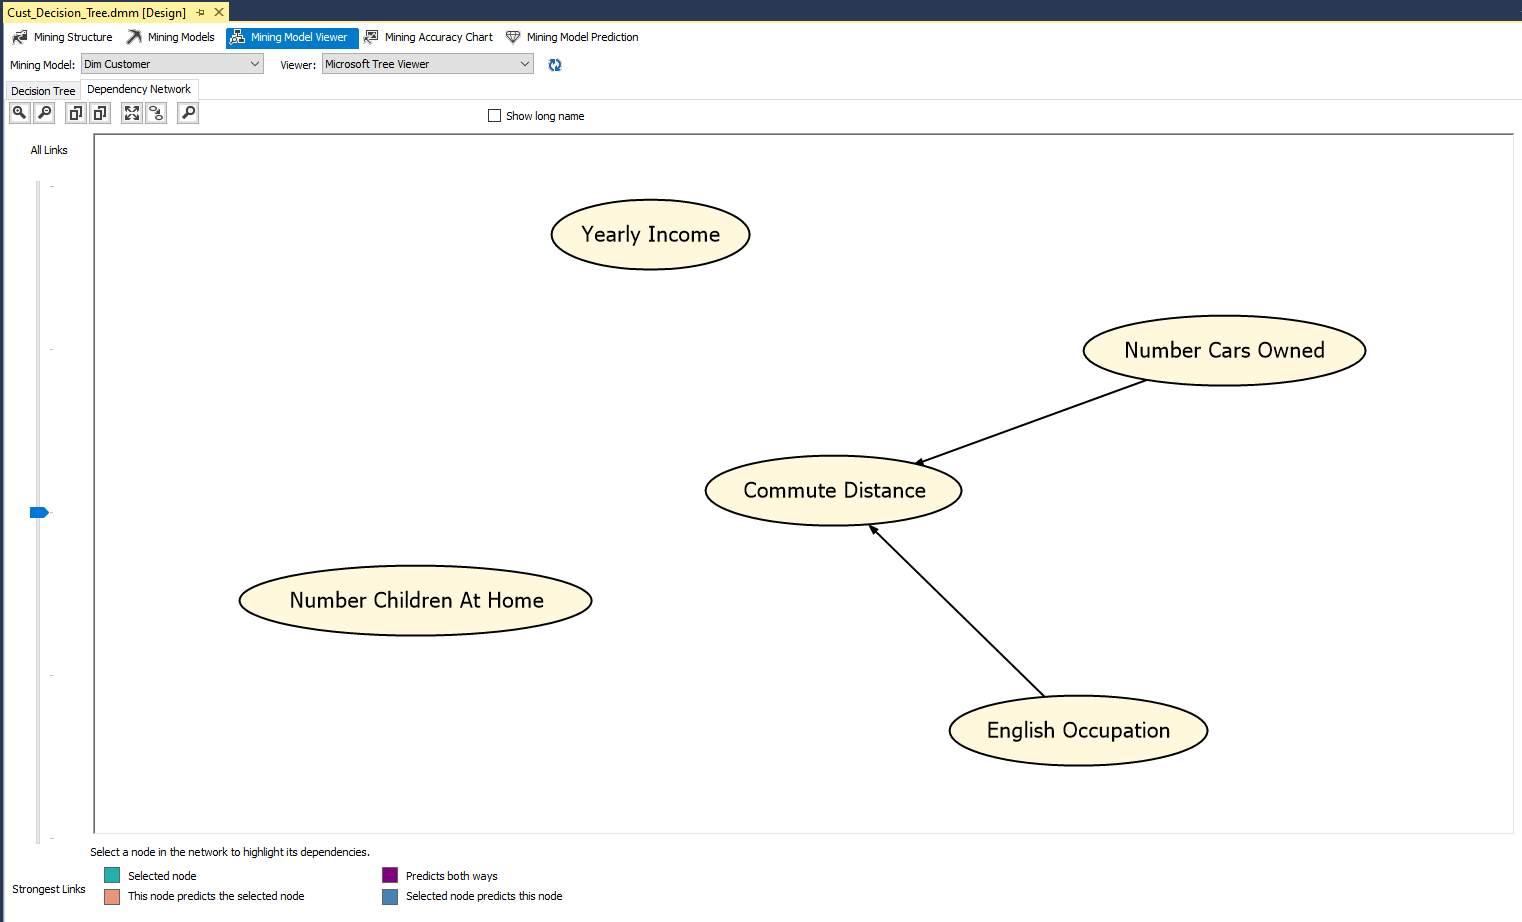 Cust_Decision_Tree.dmm [Design]
Mining Structure Mining Models Mining Model Viewer Mining Accuracy Chart Mining Model Prediction
Mining Model: Dim Customer Viewer: Microsoft Tree Viewer
Decision Tree Dependency Network
Show long name
All Links
Yearly Income
Number Cars Owned
Commute Distance
Number Children At Home
English Occupation
Select a node in the network to highlight its dependencies.
Selected node Predicts both ways
Strongest Links
This node predicts the selected node Selected node predicts this node